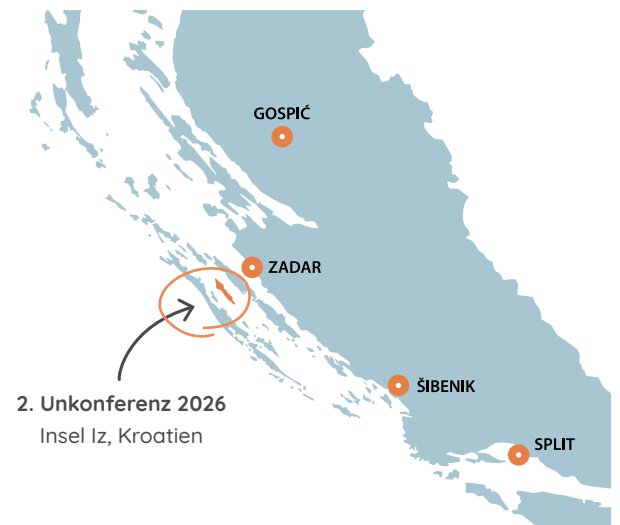 GOSPIĆ
ZADAR
2. Unkonferenz 2026
Insel Iz, Kroatien
ŠIBENIK
SPLIT